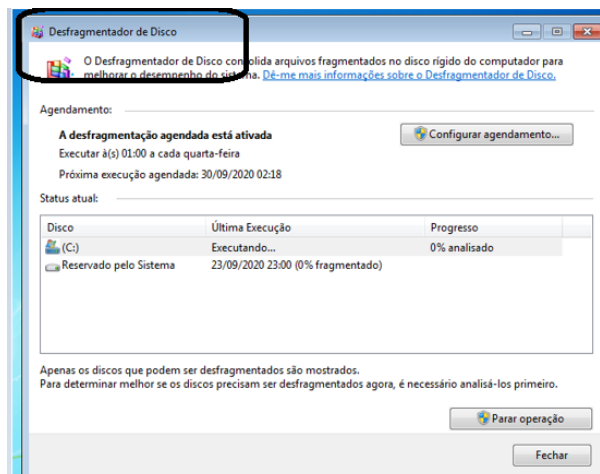 Desfragmentador de Disco
O Desfragmentador de Disco consolida arquivos fragmentados no disco rígido do computador para
melhorar o desempenho do sistema. Dê-me mais informações sobre o Desfragmentador de Disco.
Agendamento:
A desfragmentação agendada está ativada
Configurar agendamento...
Executar à(s) 01:00 a cada quarta-feira
Próxima execução agendada: 30/09/2020 02:18
Status atual:
Disco Última Execução Progresso
(C:) Executando... 0% analisado
Reservado pelo Sistema 23/09/2020 23:00 (0% fragmentado)
Apenas os discos que podem ser desfragmentados são mostrados.
Para determinar melhor se os discos precisam ser desfragmentados agora, é necessário analisá-los primeiro.
Parar operação
Fechar